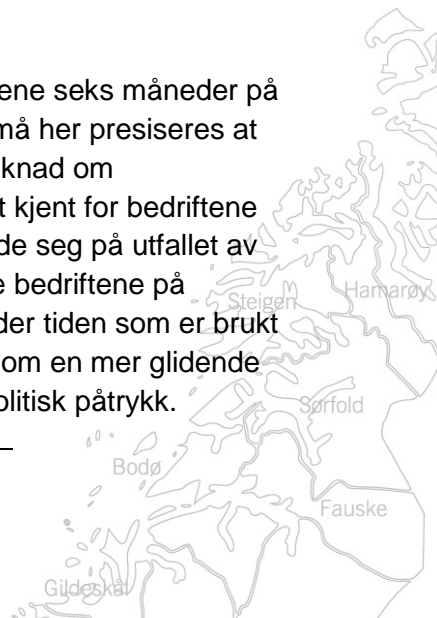 ene seks måneder på
må her presiseres at
knad om
t kjent for bedriftene
de seg på utfallet av
e bedriftene på
der tiden som er brukt
om en mer glidende
olitisk påtrykk.
Steigen
Hamarøy
Sørfold
Bodø
Fauske
Gildeskål